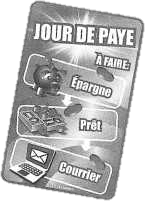 JOUR DE PAYE
À FAIRE:
Épargne
Prêt
Courrier